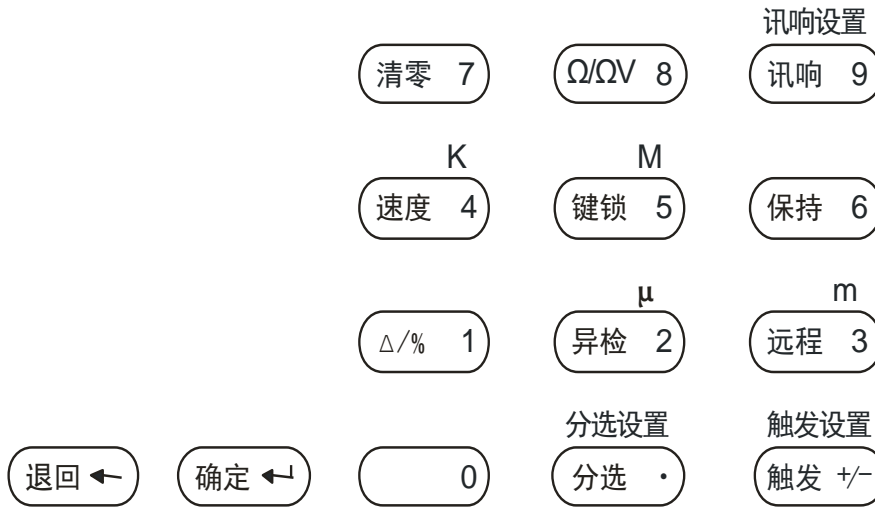 讯响设置
清零 7 Ω/ΩV 8 讯响 9
K M
速度 4 键锁 5 保持 6
μ m
Δ/% 1 异检 2 远程 3
分选设置 触发设置
退回 ← 确定 ↵ 0 分选 · 触发 +/−